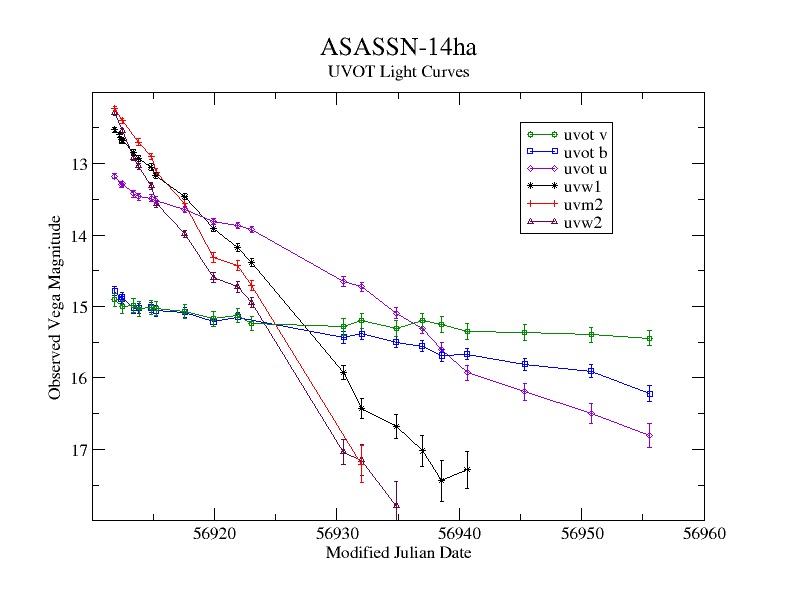 ASASSN-14ha
UVOT Light Curves
uvot v
uvot b
uvot u
uvw1
uvm2
uvw2
13
14
15
16
17
Observed Vega Magnitude
56920 56930 56940 56950 56960
Modified Julian Date